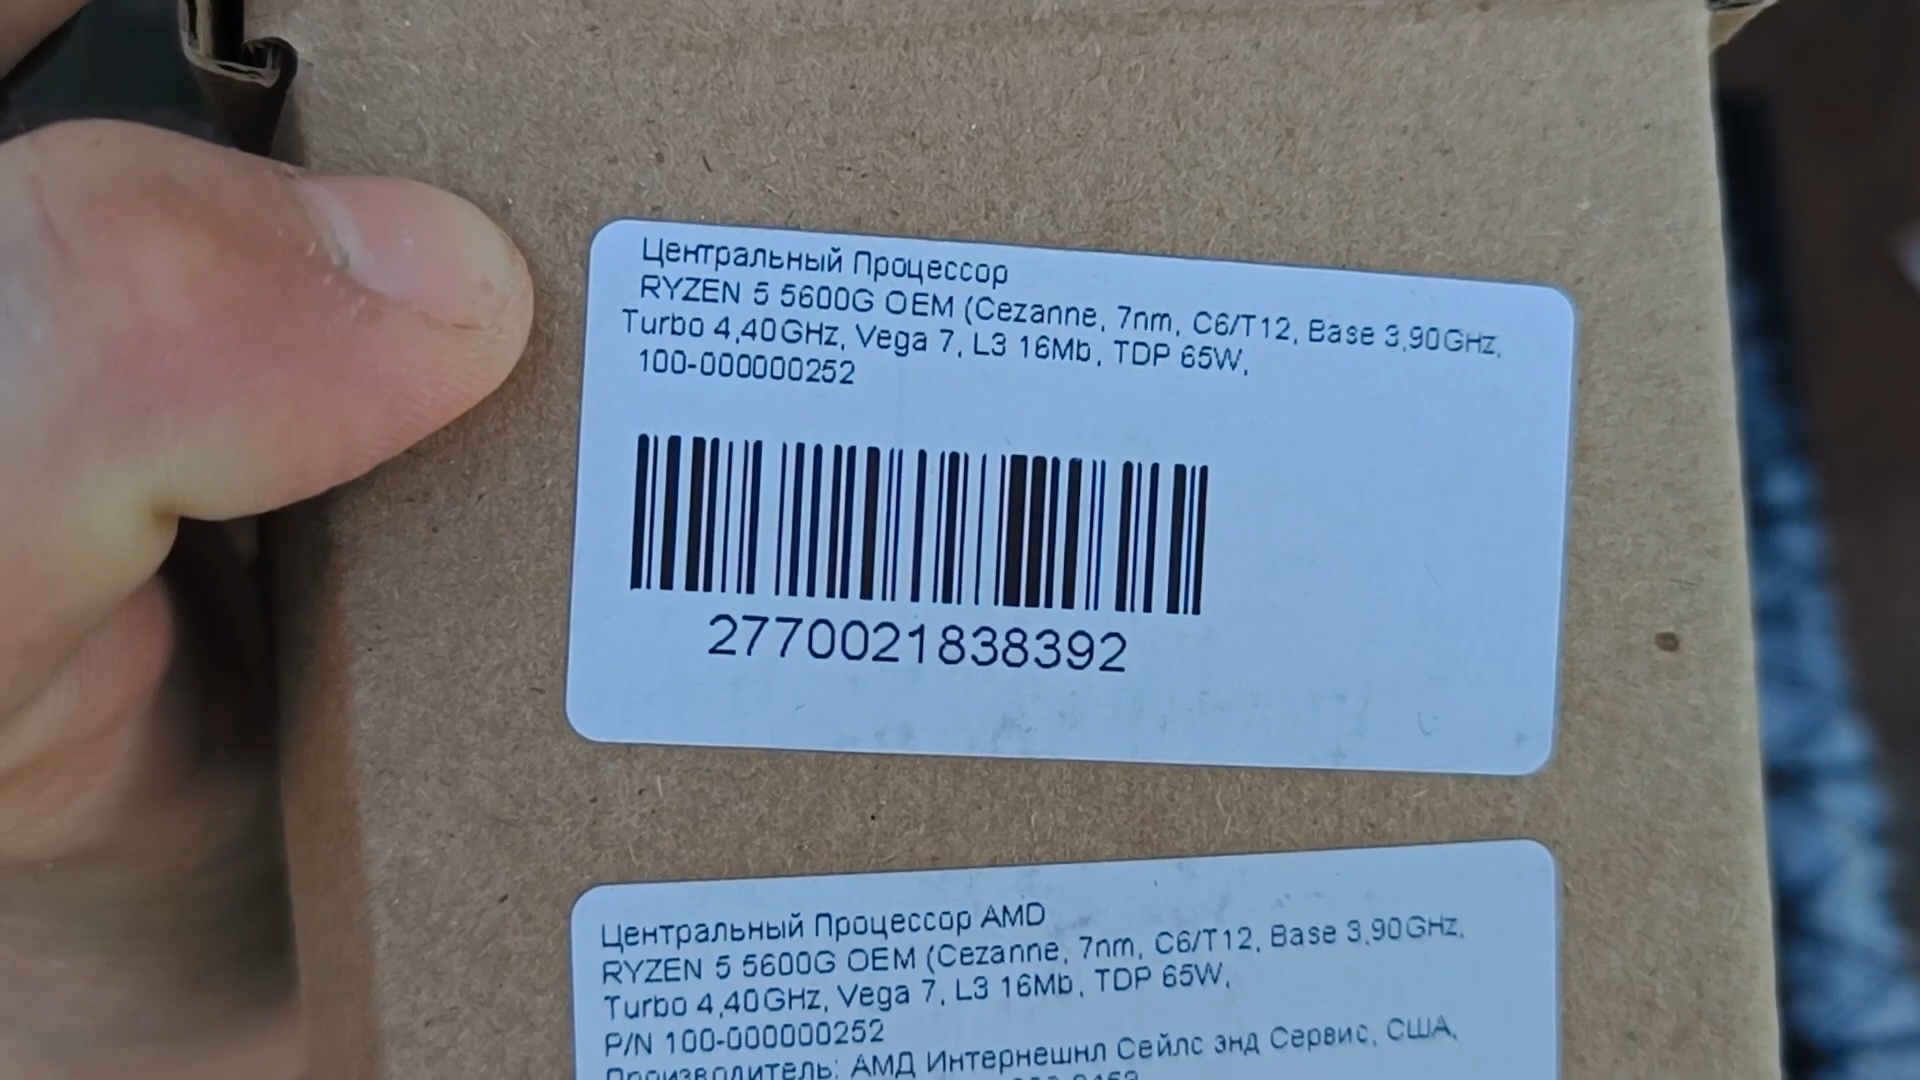 Центральный Процессор
RYZEN 5 5600G OEM (Cezanne, 7nm, C6/T12, Base 3,90GHz,
Turbo 4,40GHz, Vega 7, L3 16Mb, TDP 65W,
100-000000252
2770021838392
Центральный Процессор AMD
RYZEN 5 5600G OEM (Cezanne, 7nm, C6/T12, Base 3,90GHz,
Turbo 4,40GHz, Vega 7, L3 16Mb, TDP 65W,
P/N 100-000000252
Производитель: АМД Интернешнл Сейлс энд Сервис, США,